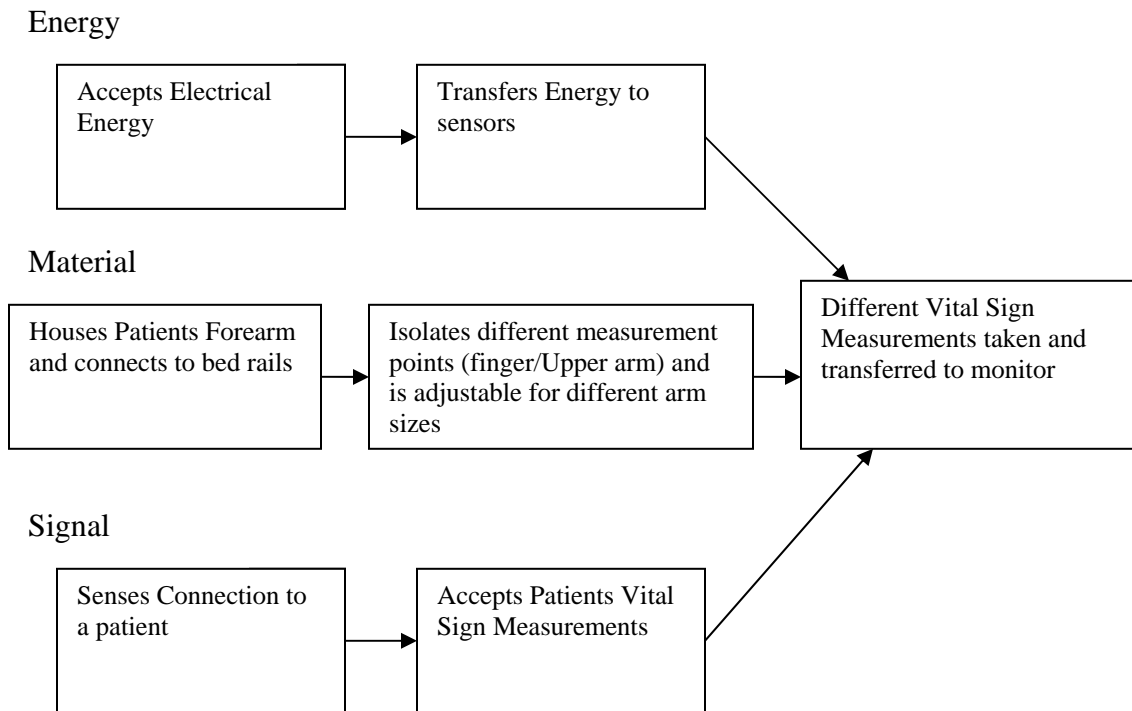 Energy
Accepts Electrical
Energy
Transfers Energy to
sensors
Material
Houses Patients Forearm
and connects to bed rails
Isolates different measurement
points (finger/Upper arm) and
is adjustable for different arm
sizes
Different Vital Sign
Measurements taken and
transferred to monitor
Signal
Senses Connection to
a patient
Accepts Patients Vital
Sign Measurements